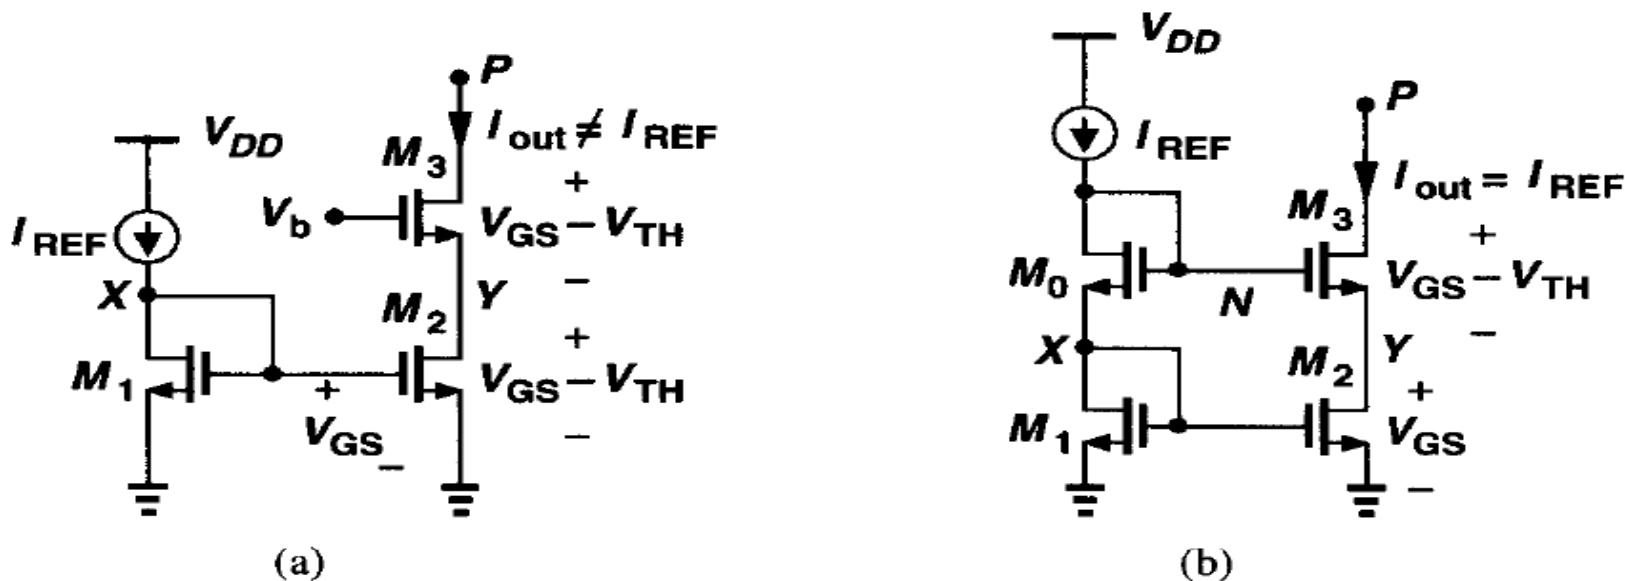 V_DD
I_REF
X
M_1
V_b
M_3
P
I_out ≠ I_REF
+
V_GS – V_TH
–
Y
M_2
+
V_GS – V_TH
–
+
V_GS
–
(a)
V_DD
I_REF
M_0
N
X
M_1
P
I_out = I_REF
M_3
+
V_GS – V_TH
–
Y
M_2
+
V_GS
–
(b)